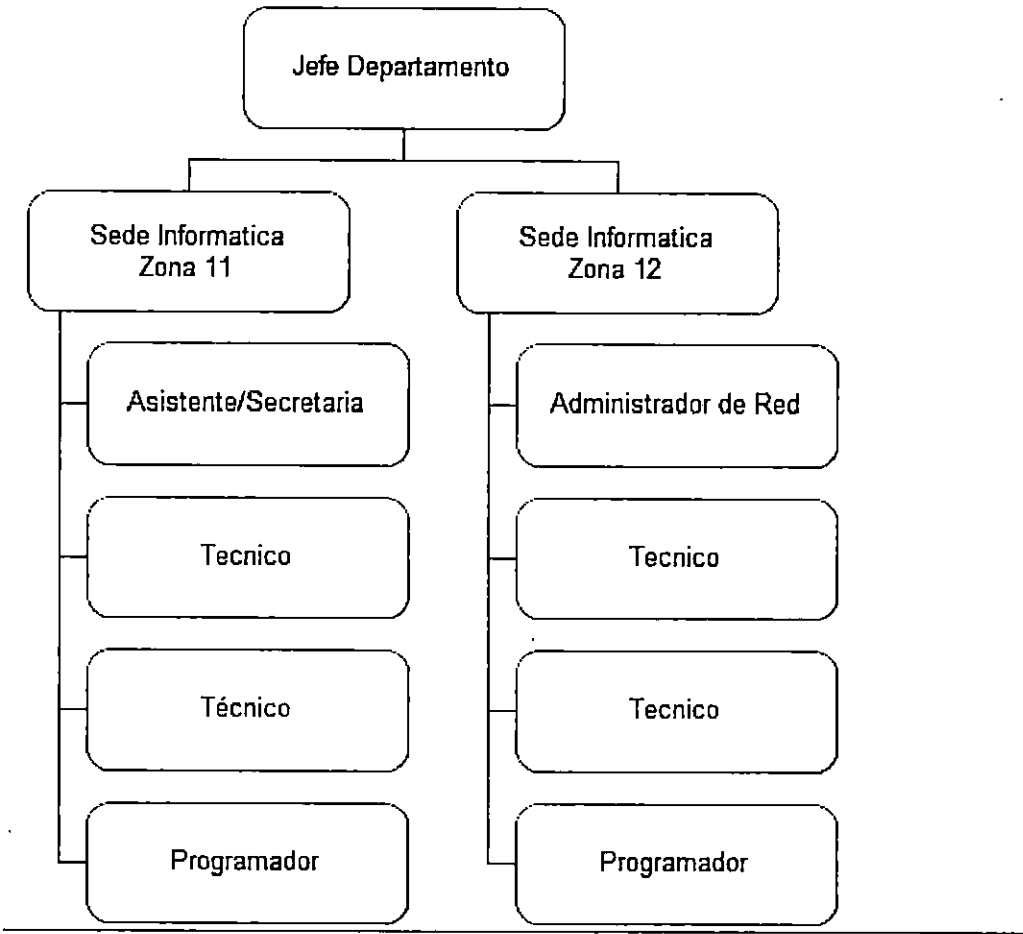 Jefe Departamento
Sede Informatica
Zona 11
Asistente/Secretaria
Tecnico
Técnico
Programador
Sede Informatica
Zona 12
Administrador de Red
Tecnico
Tecnico
Programador